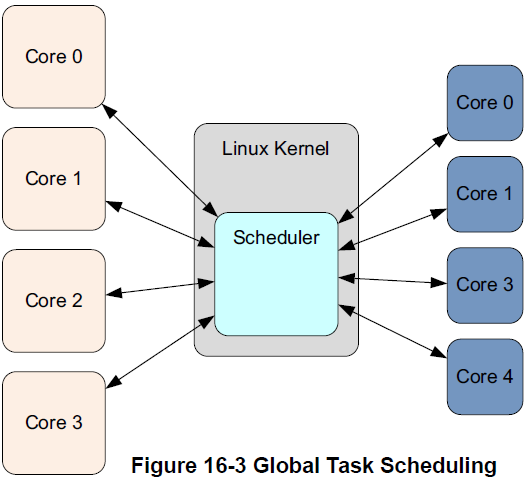 Core 0
Core 1
Core 2
Core 3
Linux Kernel
Scheduler
Core 0
Core 1
Core 3
Core 4
Figure 16-3 Global Task Scheduling